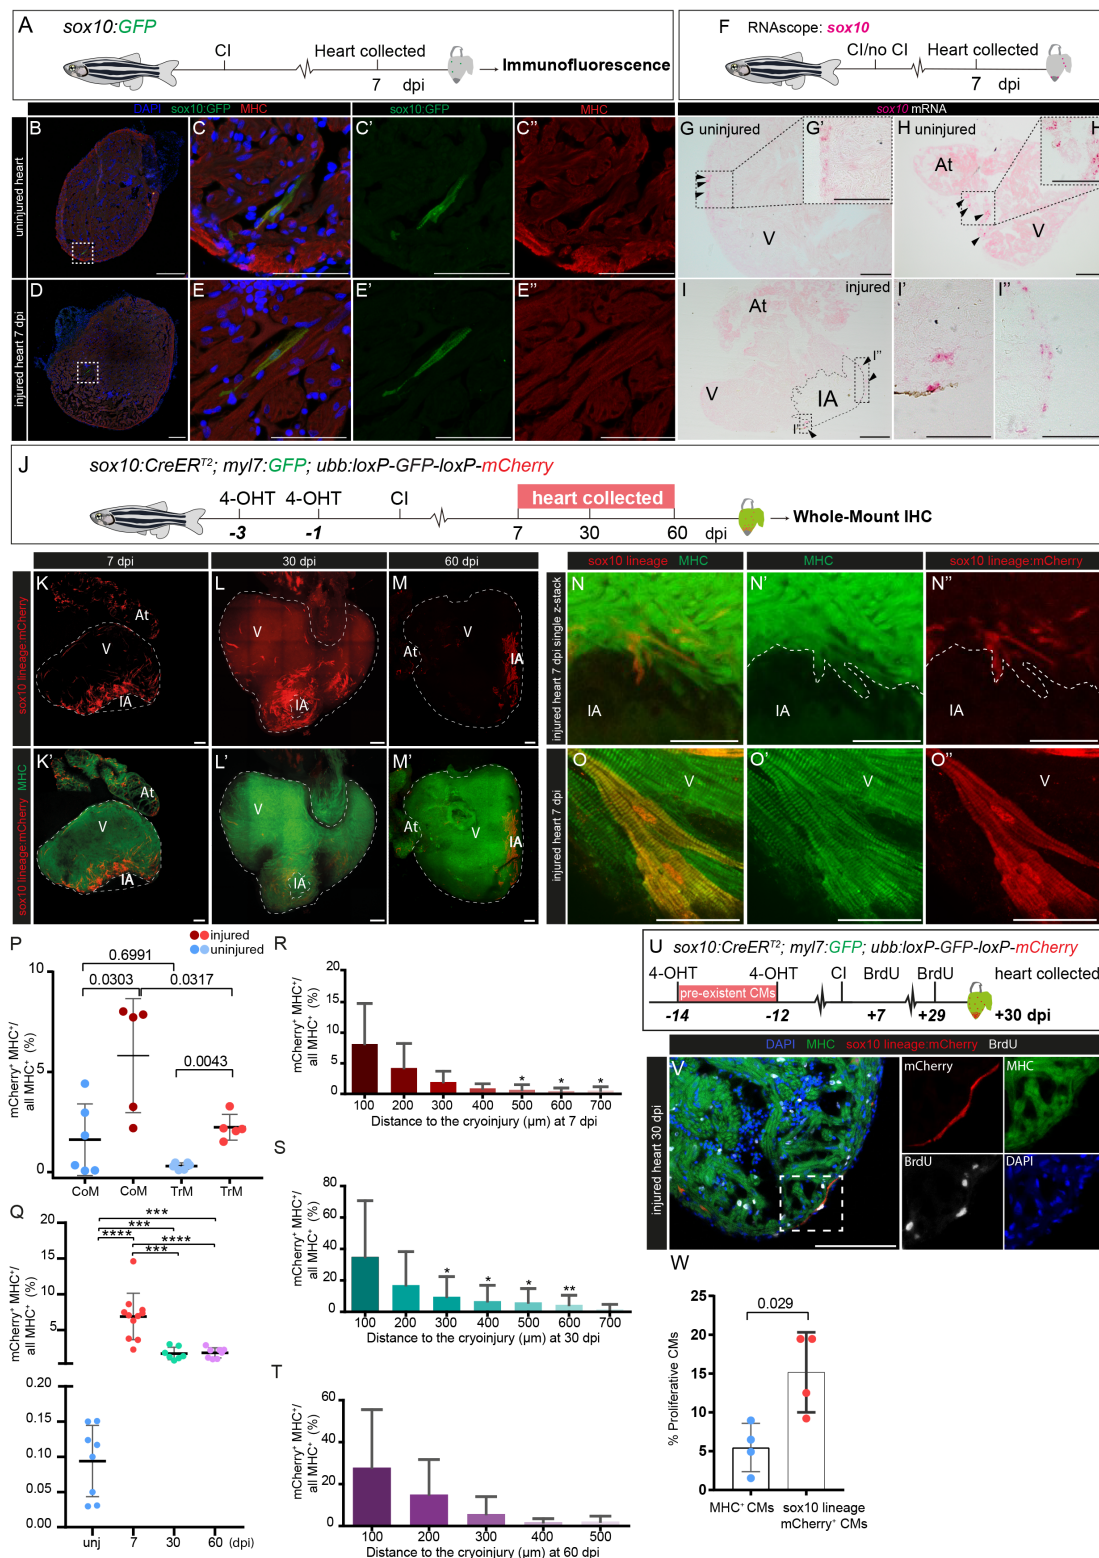 A
sox10:GFP
CI
Heart collected
7 dpi
Immunofluorescence
F
RNAscope: sox10
CI/no CI
Heart collected
7 dpi
DAPI sox10:GFP MHC
sox10:GFP
MHC
sox10 mRNA
uninjured heart
B
C
C'
C''
G uninjured
G'
V
H uninjured
H
At
V
injured heart 7 dpi
D
E
E'
E''
I
injured
At
V
IA
I''
I'
I'
I''
J
sox10:CreERT2; myl7:GFP; ubb:loxP-GFP-loxP-mCherry
4-OHT 4-OHT CI
heart collected
-3 -1 7 30 60 dpi
Whole-Mount IHC
7 dpi
30 dpi
60 dpi
sox10 lineage MHC
MHC
sox10 lineage:mCherry
sox10 lineage:mCherry
K
At
V
IA
L
V
IA
M
V
At
IA
injured heart 7 dpi single z-stack
N
IA
N'
IA
N''
IA
sox10 lineage:mCherry MHC
K'
At
V
IA
L'
V
IA
M'
At
V
IA
injured heart 7 dpi
O
V
O'
V
O''
V
P
injured
uninjured
mCherry+ MHC+/
all MHC+ (%)
10
5
0
0.6991
0.0303
0.0317
0.0043
CoM CoM TrM TrM
Q
mCherry+ MHC+/
all MHC+ (%)
20
15
10
5
0.20
0.15
0.10
0.05
0.00
***
***
**** ****
***
unj 7 30 60 (dpi)
R
mCherry+ MHC+/
all MHC+ (%)
20
15
10
5
0
* * *
100 200 300 400 500 600 700
Distance to the cryoinjury (µm) at 7 dpi
S
mCherry+ MHC+/
all MHC+ (%)
80
60
40
20
0
* * * **
100 200 300 400 500 600 700
Distance to the cryoinjury (µm) at 30 dpi
T
mCherry+ MHC+/
all MHC+ (%)
60
40
20
0
100 200 300 400 500
Distance to the cryoinjury (µm) at 60 dpi
U
sox10:CreERT2; myl7:GFP; ubb:loxP-GFP-loxP-mCherry
4-OHT 4-OHT CI BrdU BrdU heart collected
pre-existent CMs
-14 -12 +7 +29 +30 dpi
DAPI MHC sox10 lineage:mCherry BrdU
injured heart 30 dpi
V
mCherry
MHC
BrdU
DAPI
W
% Proliferative CMs
25
20
15
10
5
0
0.029
MHC+ CMs
sox10 lineage
mCherry+ CMs